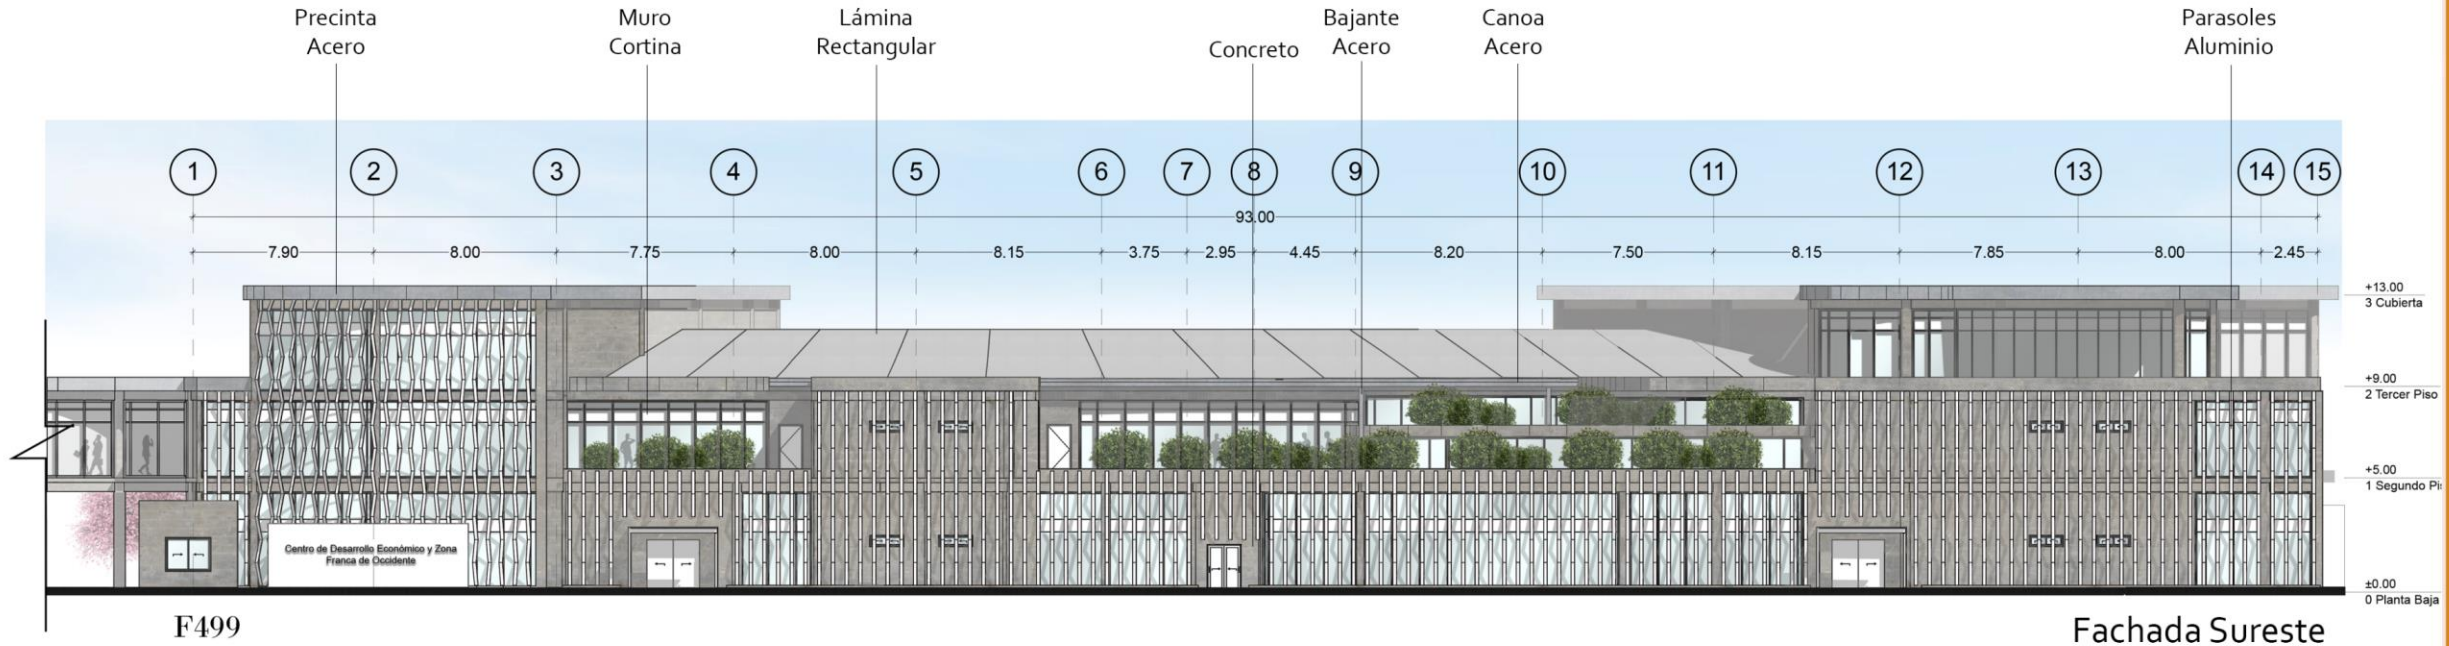 Precinta
Acero
Muro
Cortina
Lámina
Rectangular
Concreto
Bajante
Acero
Canoa
Acero
Parasoles
Aluminio
1 2 3 4 5 6 7 8 9 10 11 12 13 14 15
93.00
7.90 8.00 7.75 8.00 8.15 3.75 2.95 4.45 8.20 7.50 8.15 7.85 8.00 2.45
+13.00
3 Cubierta
+9.00
2 Tercer Piso
+5.00
1 Segundo Pi
±0.00
0 Planta Baja
Centro de Desarrollo Económico y Zona
Franca de Occidente
F499
Fachada Sureste